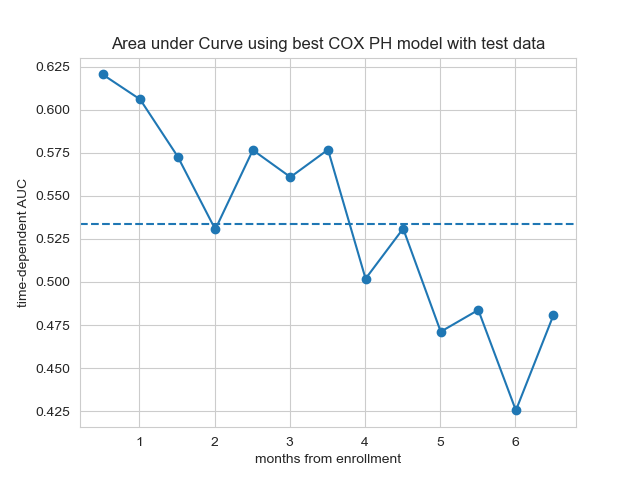 Area under Curve using best COX PH model with test data
time-dependent AUC
0.625
0.600
0.575
0.550
0.525
0.500
0.475
0.450
0.425
1 2 3 4 5 6
months from enrollment